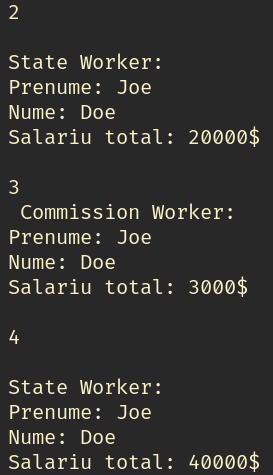 2
State Worker:
Prenume: Joe
Nume: Doe
Salariu total: 20000$
3
Commission Worker:
Prenume: Joe
Nume: Doe
Salariu total: 3000$
4
State Worker:
Prenume: Joe
Nume: Doe
Salariu total: 40000$